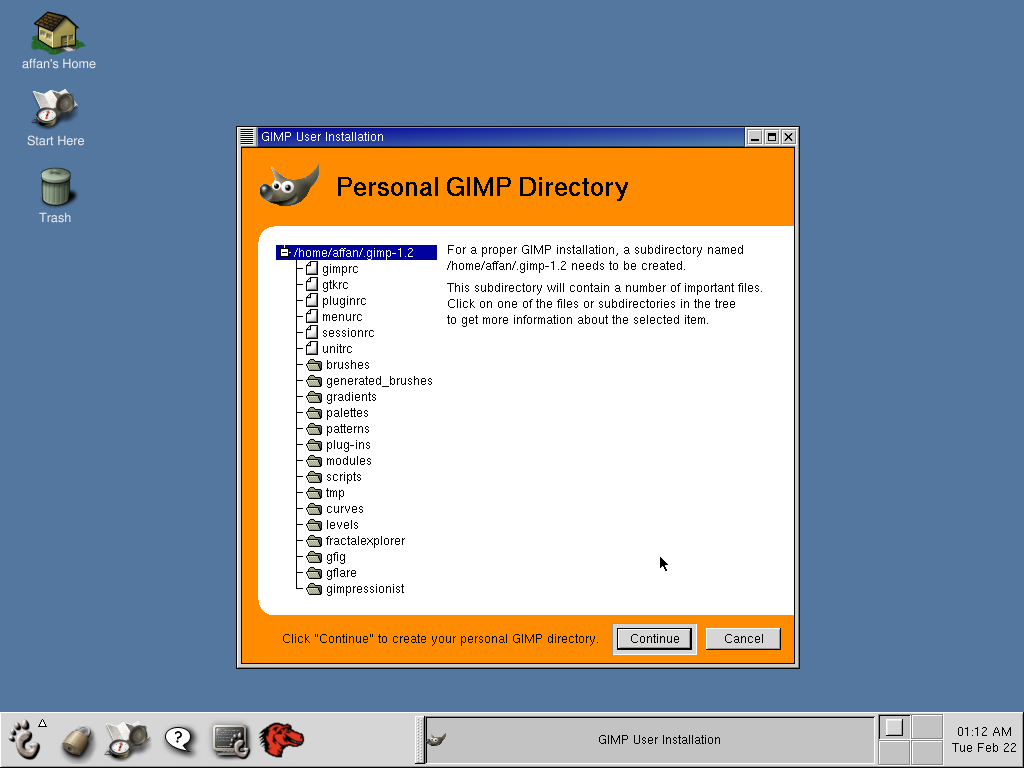 affan's Home
Start Here
Trash
GIMP User Installation
Personal GIMP Directory
/home/affan/.gimp-1.2
gimprc
gtkrc
pluginrc
menurc
sessionrc
unitrc
brushes
generated_brushes
gradients
palettes
patterns
plug-ins
modules
scripts
tmp
curves
levels
fractalexplorer
gfig
gflare
gimpressionist
For a proper GIMP installation, a subdirectory named
/home/affan/.gimp-1.2 needs to be created.
This subdirectory will contain a number of important files.
Click on one of the files or subdirectories in the tree
to get more information about the selected item.
Click "Continue" to create your personal GIMP directory.
Continue
Cancel
?
GIMP User Installation
01:12 AM
Tue Feb 22